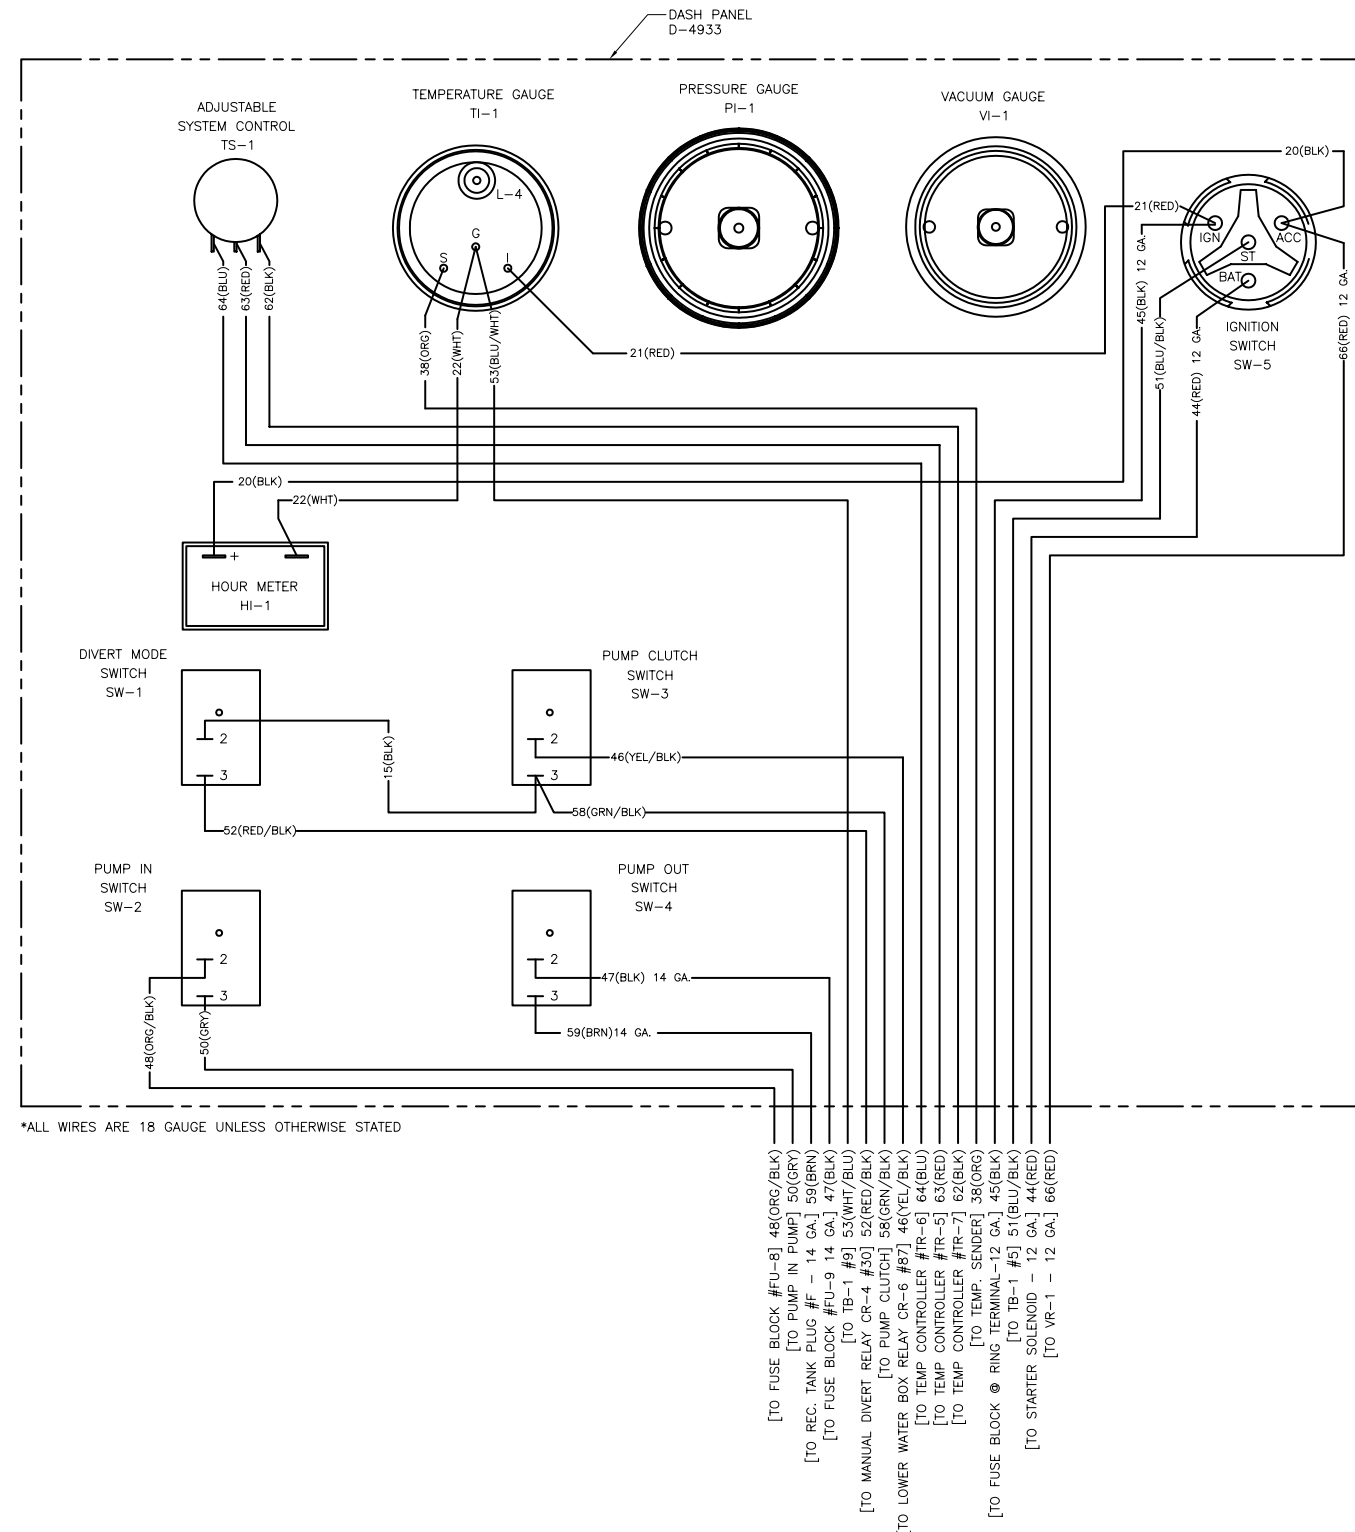 DASH PANEL
D-4933
ADJUSTABLE
SYSTEM CONTROL
TS-1
TEMPERATURE GAUGE
TI-1
PRESSURE GAUGE
PI-1
VACUUM GAUGE
VI-1
20(BLK)
L-4
G
S
I
21(RED)
IGN
ACC
ST
BAT
IGNITION
SWITCH
SW-5
64(BLU)
63(RED)
62(BLK)
38(ORG)
22(WHT)
53(BLU/WHT)
21(RED)
45(BLK) 12 GA.
51(BLU/BLK)
44(RED) 12 GA.
66(RED) 12 GA.
20(BLK)
22(WHT)
+
HOUR METER
HI-1
DIVERT MODE
SWITCH
SW-1
2
3
15(BLK)
52(RED/BLK)
PUMP CLUTCH
SWITCH
SW-3
2
3
46(YEL/BLK)
58(GRN/BLK)
PUMP IN
SWITCH
SW-2
2
3
48(ORG/BLK)
50(GRY)
PUMP OUT
SWITCH
SW-4
2
3
47(BLK) 14 GA.
59(BRN)14 GA.
*ALL WIRES ARE 18 GAUGE UNLESS OTHERWISE STATED
[TO FUSE BLOCK #FU-8] 48(ORG/BLK)
[TO PUMP IN PUMP] 50(GRY)
[TO REC. TANK PLUG #F - 14 GA.] 59(BRN)
[TO FUSE BLOCK #FU-9 14 GA.] 47(BLK)
[TO TB-1 #9] 53(WHT/BLU)
[TO MANUAL DIVERT RELAY CR-4 #30] 52(RED/BLK)
[TO PUMP CLUTCH] 58(GRN/BLK)
[TO LOWER WATER BOX RELAY CR-6 #87] 46(YEL/BLK)
[TO TEMP CONTROLLER #TR-6] 64(BLU)
[TO TEMP CONTROLLER #TR-5] 63(RED)
[TO TEMP CONTROLLER #TR-7] 62(BLK)
[TO TEMP. SENDER] 38(ORG)
[TO FUSE BLOCK @ RING TERMINAL-12 GA.] 45(BLK)
[TO TB-1 #5] 51(BLU/BLK)
[TO STARTER SOLENOID - 12 GA.] 44(RED)
[TO VR-1 - 12 GA.] 66(RED)